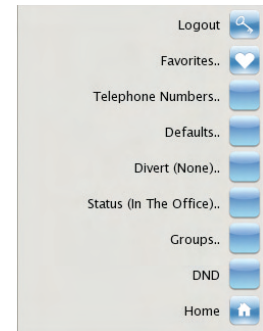 Logout
Favorites..
Telephone Numbers..
Defaults..
Divert (None)..
Status (In The Office)..
Groups..
DND
Home